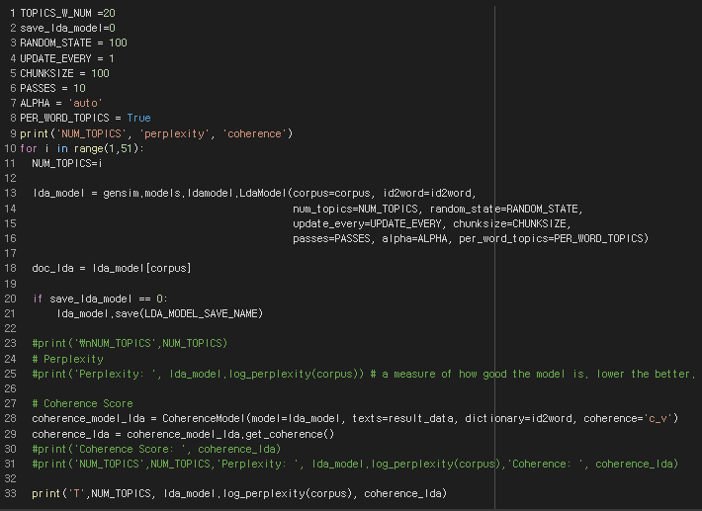 1 TOPICS_W_NUM =20
2 save_lda_model=0
3 RANDOM_STATE = 100
4 UPDATE_EVERY = 1
5 CHUNKSIZE = 100
6 PASSES = 10
7 ALPHA = 'auto'
8 PER_WORD_TOPICS = True
9 print('NUM_TOPICS', 'perplexity', 'coherence')
10 for i in range(1,51):
11 NUM_TOPICS=i
12
13 lda_model = gensim.models.ldamodel.LdaModel(corpus=corpus, id2word=id2word,
14 num_topics=NUM_TOPICS, random_state=RANDOM_STATE,
15 update_every=UPDATE_EVERY, chunksize=CHUNKSIZE,
16 passes=PASSES, alpha=ALPHA, per_word_topics=PER_WORD_TOPICS)
17
18 doc_lda = lda_model[corpus]
19
20 if save_lda_model == 0:
21 lda_model.save(LDA_MODEL_SAVE_NAME)
22
23 #print('₩nNUM_TOPICS',NUM_TOPICS)
24 # Perplexity
25 #print('Perplexity: ', lda_model.log_perplexity(corpus)) # a measure of how good the model is. lower the better.
26
27 # Coherence Score
28 coherence_model_lda = CoherenceModel(model=lda_model, texts=result_data, dictionary=id2word, coherence='c_v')
29 coherence_lda = coherence_model_lda.get_coherence()
30 #print('Coherence Score: ', coherence_lda)
31 #print('NUM_TOPICS',NUM_TOPICS,'Perplexity: ', lda_model.log_perplexity(corpus),'Coherence: ', coherence_lda)
32
33 print('T',NUM_TOPICS, lda_model.log_perplexity(corpus), coherence_lda)